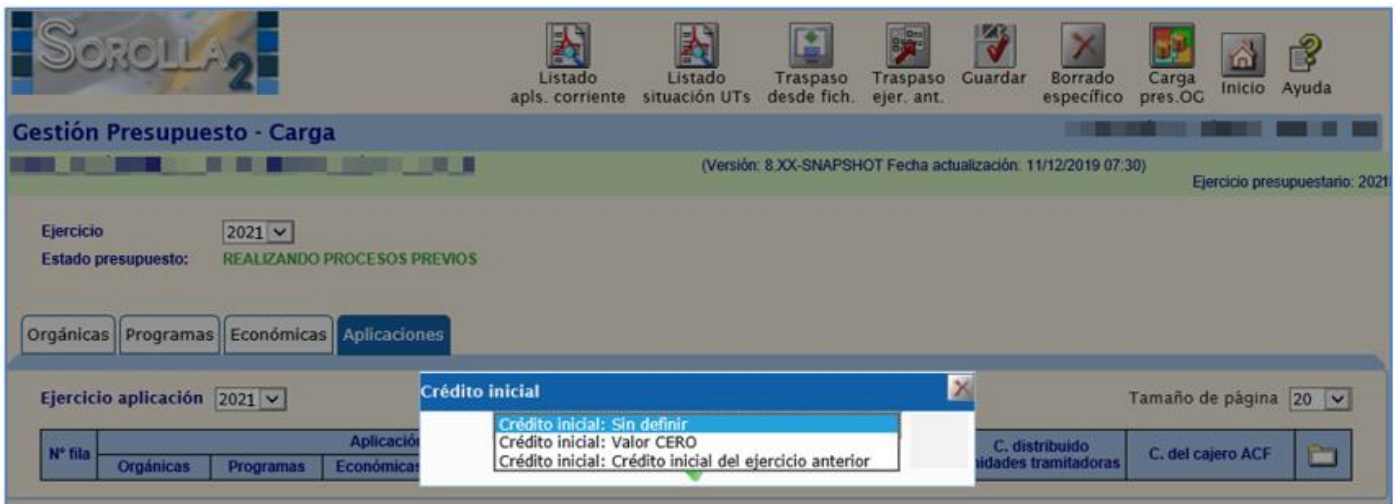 SOROLLA2
Listado
apls. corriente
Listado
situación UTs
Traspaso
desde fich.
Traspaso
ejer. ant.
Guardar
Borrado
específico
Carga
pres.OG
Inicio
Ayuda
Gestión Presupuesto - Carga
(Versión: 8.XX-SNAPSHOT Fecha actualización: 11/12/2019 07:30)
Ejercicio presupuestario: 2021
Ejercicio 2021
Estado presupuesto: REALIZANDO PROCESOS PREVIOS
Orgánicas Programas Económicas Aplicaciones
Ejercicio aplicación 2021
Tamaño de página 20
Crédito inicial
Crédito inicial: Sin definir
Crédito inicial: Valor CERO
Crédito inicial: Crédito inicial del ejercicio anterior
Nº fila
Aplicación
Orgánicas Programas Económicas
C. distribuido
nidades tramitadoras
C. del cajero ACF